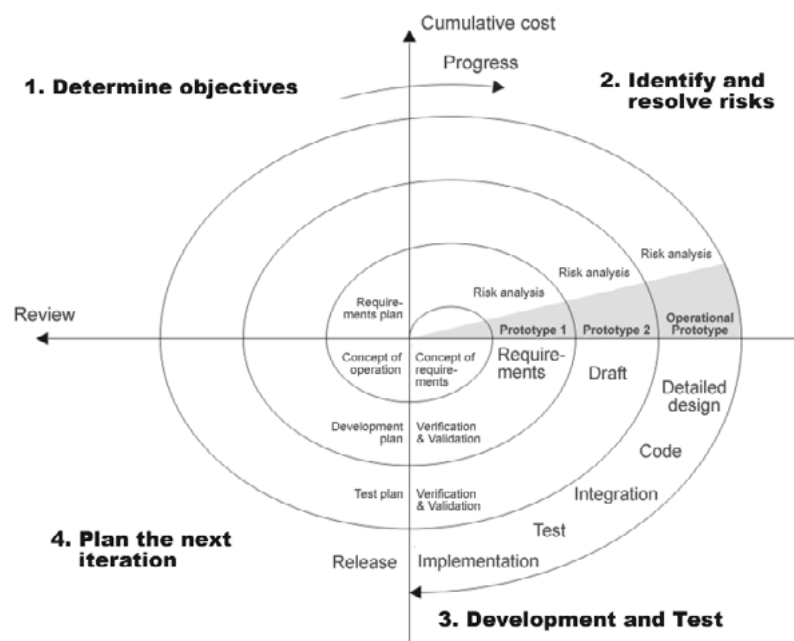 Cumulative cost
Progress
1. Determine objectives
2. Identify and
resolve risks
Risk analysis
Risk analysis
Risk analysis
Require-
ments plan
Review
Prototype 1
Prototype 2
Operational
Prototype
Concept of
operation
Concept of
require-
ments
Require-
ments
Draft
Detailed
design
Development
plan
Verification
& Validation
Code
Test plan
Verification
& Validation
Integration
Test
4. Plan the next
iteration
Release
Implementation
3. Development and Test